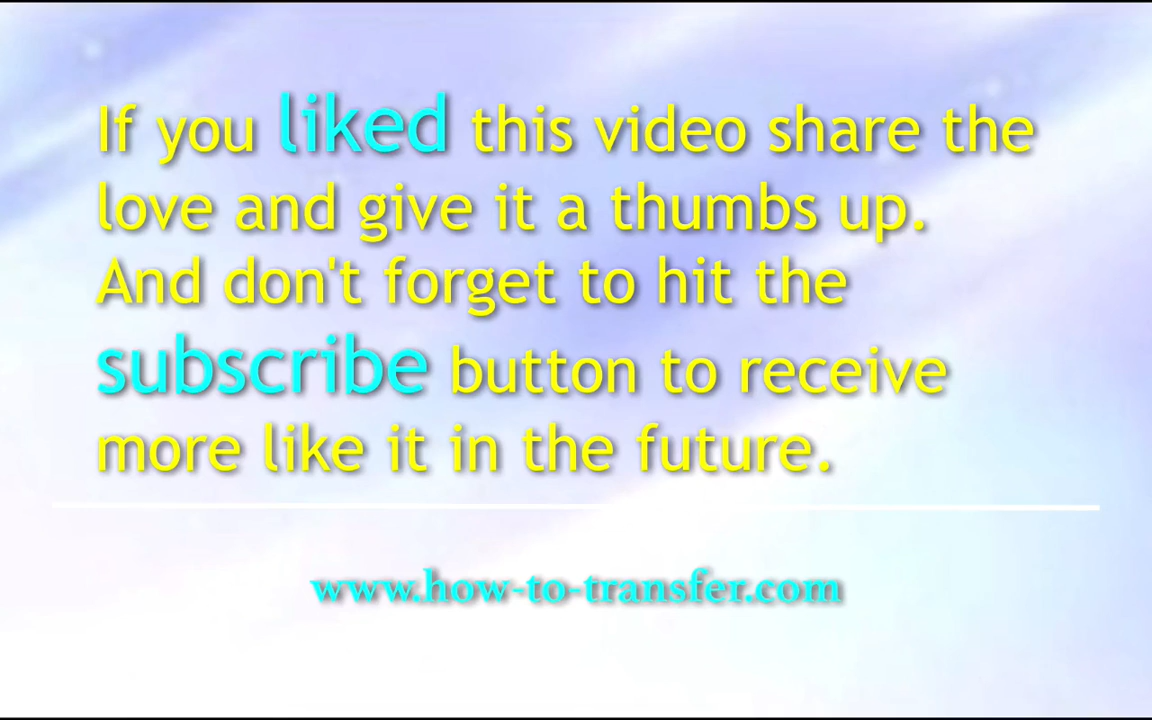 If you liked this video share the
love and give it a thumbs up.
And don't forget to hit the
subscribe button to receive
more like it in the future.
www.how-to-transfer.com